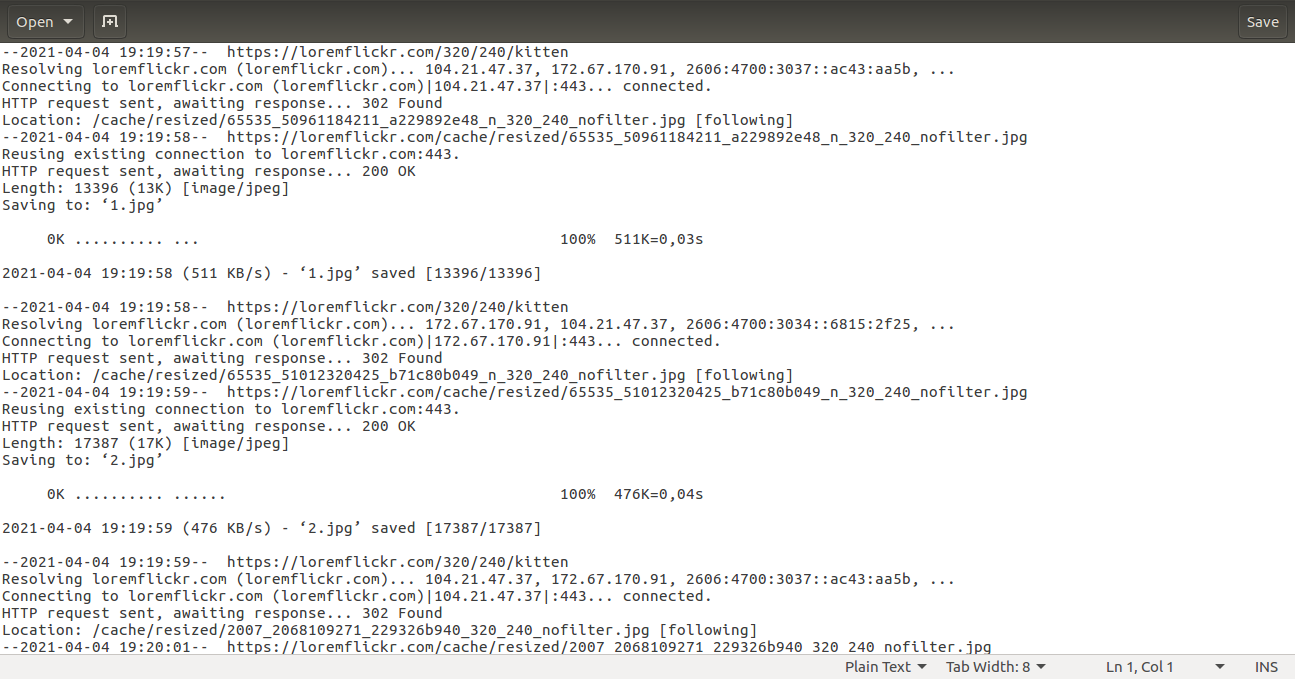 Open
Save
--2021-04-04 19:19:57--  https://loremflickr.com/320/240/kitten
Resolving loremflickr.com (loremflickr.com)... 104.21.47.37, 172.67.170.91, 2606:4700:3037::ac43:aa5b, ...
Connecting to loremflickr.com (loremflickr.com)|104.21.47.37|:443... connected.
HTTP request sent, awaiting response... 302 Found
Location: /cache/resized/65535_50961184211_a229892e48_n_320_240_nofilter.jpg [following]
--2021-04-04 19:19:58--  https://loremflickr.com/cache/resized/65535_50961184211_a229892e48_n_320_240_nofilter.jpg
Reusing existing connection to loremflickr.com:443.
HTTP request sent, awaiting response... 200 OK
Length: 13396 (13K) [image/jpeg]
Saving to: ‘1.jpg’
     0K .......... ...                                        100%  511K=0,03s
2021-04-04 19:19:58 (511 KB/s) - ‘1.jpg’ saved [13396/13396]
--2021-04-04 19:19:58--  https://loremflickr.com/320/240/kitten
Resolving loremflickr.com (loremflickr.com)... 172.67.170.91, 104.21.47.37, 2606:4700:3034::6815:2f25, ...
Connecting to loremflickr.com (loremflickr.com)|172.67.170.91|:443... connected.
HTTP request sent, awaiting response... 302 Found
Location: /cache/resized/65535_51012320425_b71c80b049_n_320_240_nofilter.jpg [following]
--2021-04-04 19:19:59--  https://loremflickr.com/cache/resized/65535_51012320425_b71c80b049_n_320_240_nofilter.jpg
Reusing existing connection to loremflickr.com:443.
HTTP request sent, awaiting response... 200 OK
Length: 17387 (17K) [image/jpeg]
Saving to: ‘2.jpg’
     0K .......... ......                                     100%  476K=0,04s
2021-04-04 19:19:59 (476 KB/s) - ‘2.jpg’ saved [17387/17387]
--2021-04-04 19:19:59--  https://loremflickr.com/320/240/kitten
Resolving loremflickr.com (loremflickr.com)... 104.21.47.37, 172.67.170.91, 2606:4700:3037::ac43:aa5b, ...
Connecting to loremflickr.com (loremflickr.com)|104.21.47.37|:443... connected.
HTTP request sent, awaiting response... 302 Found
Location: /cache/resized/2007_2068109271_229326b940_320_240_nofilter.jpg [following]
--2021-04-04 19:20:01--  https://loremflickr.com/cache/resized/2007_2068109271_229326b940_320_240_nofilter.jpg
Plain Text  Tab Width: 8  Ln 1, Col 1  INS